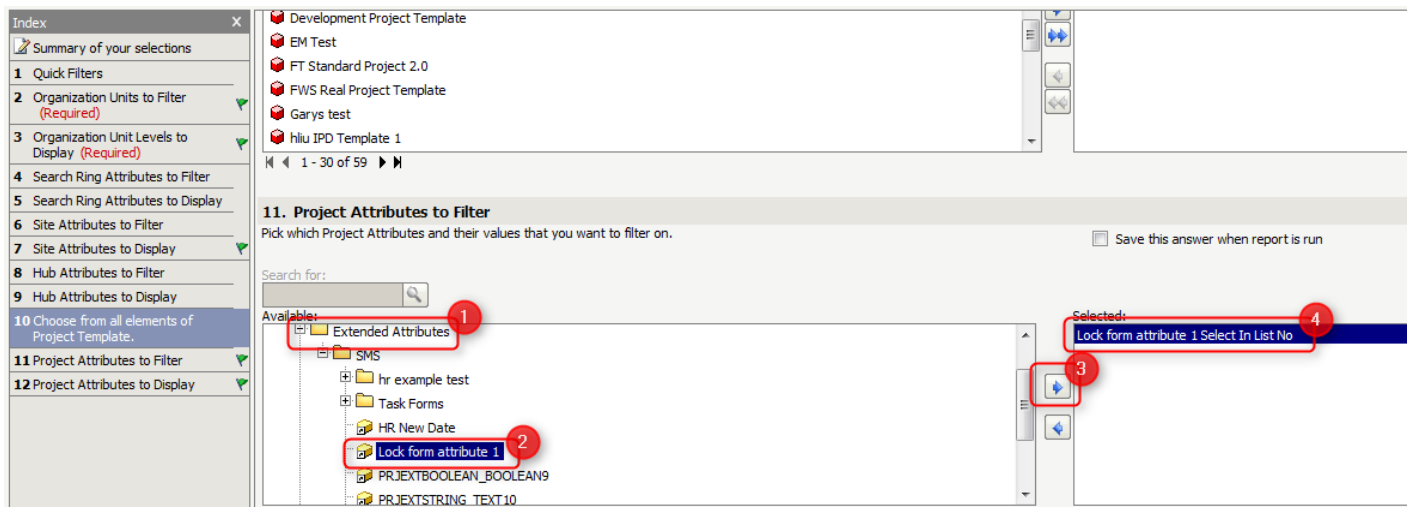 Index X
Summary of your selections
1 Quick Filters
2 Organization Units to Filter
(Required)
3 Organization Unit Levels to
Display (Required)
4 Search Ring Attributes to Filter
5 Search Ring Attributes to Display
6 Site Attributes to Filter
7 Site Attributes to Display
8 Hub Attributes to Filter
9 Hub Attributes to Display
10 Choose from all elements of
Project Template.
11 Project Attributes to Filter
12 Project Attributes to Display
Development Project Template
EM Test
FT Standard Project 2.0
FWS Real Project Template
Garys test
hliu IPD Template 1
1 - 30 of 59
11. Project Attributes to Filter
Pick which Project Attributes and their values that you want to filter on.
Save this answer when report is run
Search for:
Available:
1
Extended Attributes
SMS
hr example test
Task Forms
HR New Date
Lock form attribute 1
2
PRJEXTBOOLEAN_BOOLEAN9
PRJEXTSTRING_TEXT10
3
Selected:
4
Lock form attribute 1 Select In List No